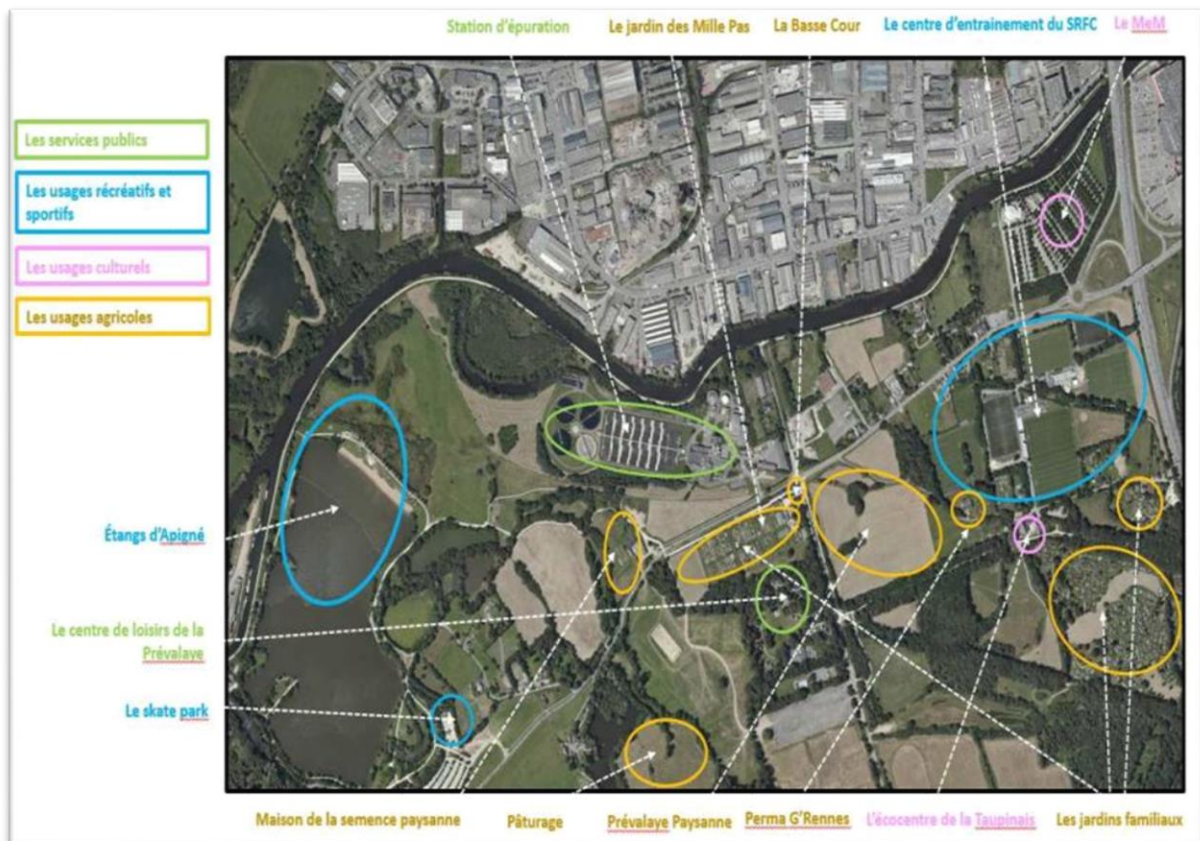 Station d'épuration
Le jardin des Mille Pas
La Basse Cour
Le centre d'entrainement du SRFC
Le MeM
Les services publics
Les usages récréatifs et
sportifs
Les usages culturels
Les usages agricoles
Étangs d'Apigné
Le centre de loisirs de la
Prévalaye
Le skate park
Maison de la semence paysanne
Pâturage
Prévalaye Paysanne
Perma G'Rennes
L'écocentre de la Taupinais
Les jardins familiaux